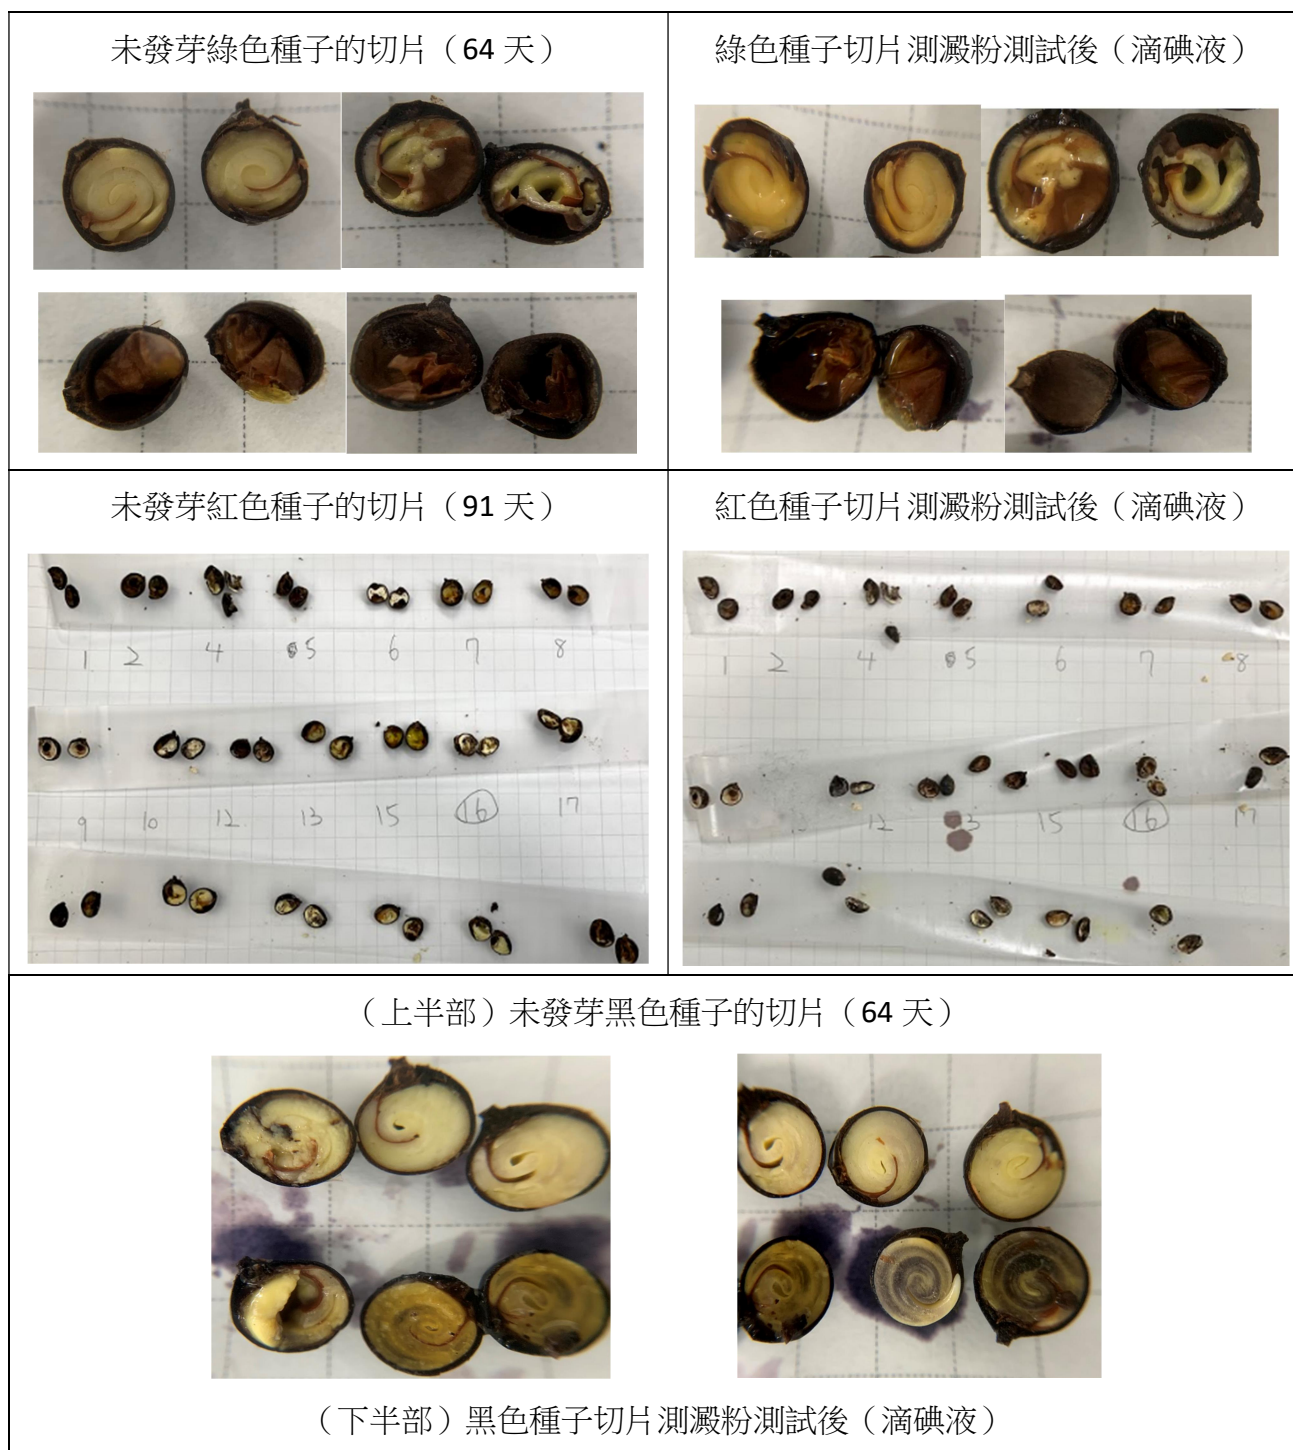 未發芽綠色種子的切片（64 天）
綠色種子切片測澱粉測試後（滴碘液）
未發芽紅色種子的切片（91 天）
紅色種子切片測澱粉測試後（滴碘液）
1 2 4 5 6 7 8
9 10 12 13 15 16 17
1 2 4 5 6 7 8
12 3 15 16 17
（上半部）未發芽黑色種子的切片（64 天）
（下半部）黑色種子切片測澱粉測試後（滴碘液）